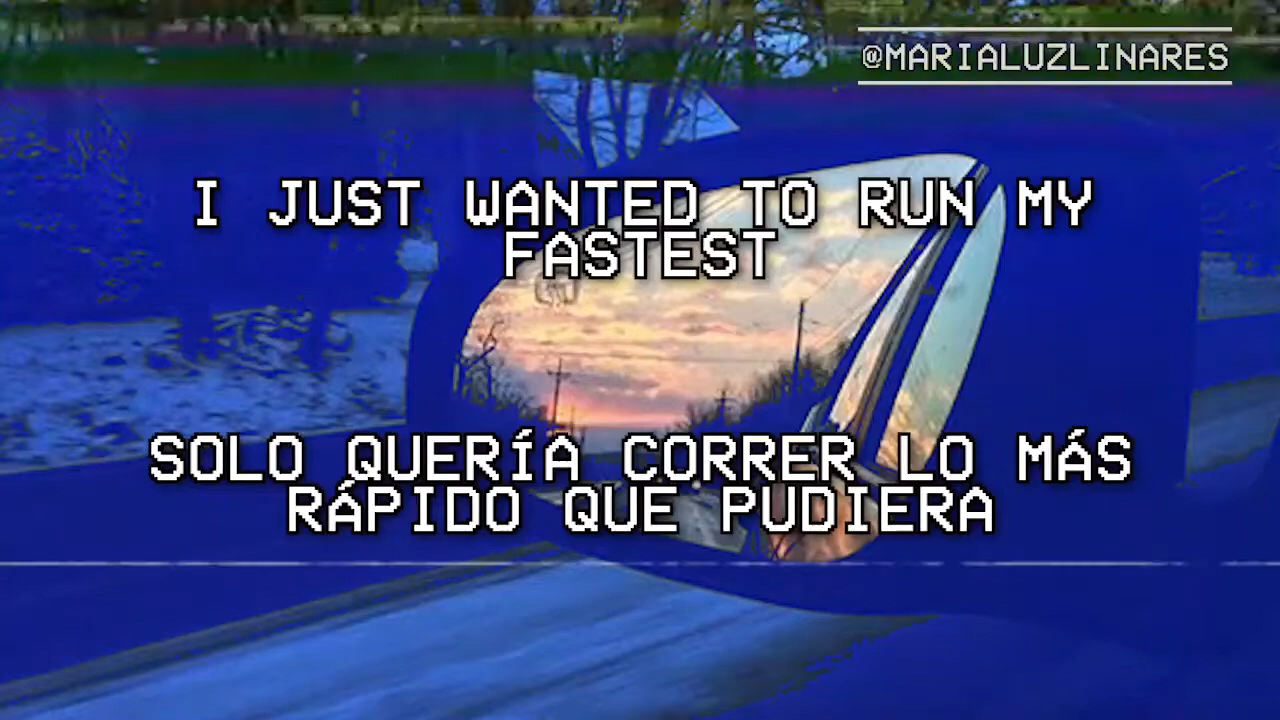 @MARIALUZLINARES
I JUST WANTED TO RUN MY
FASTEST
SOLO QUERÍA CORRER LO MÁS
RÁPIDO QUE PUDIERA